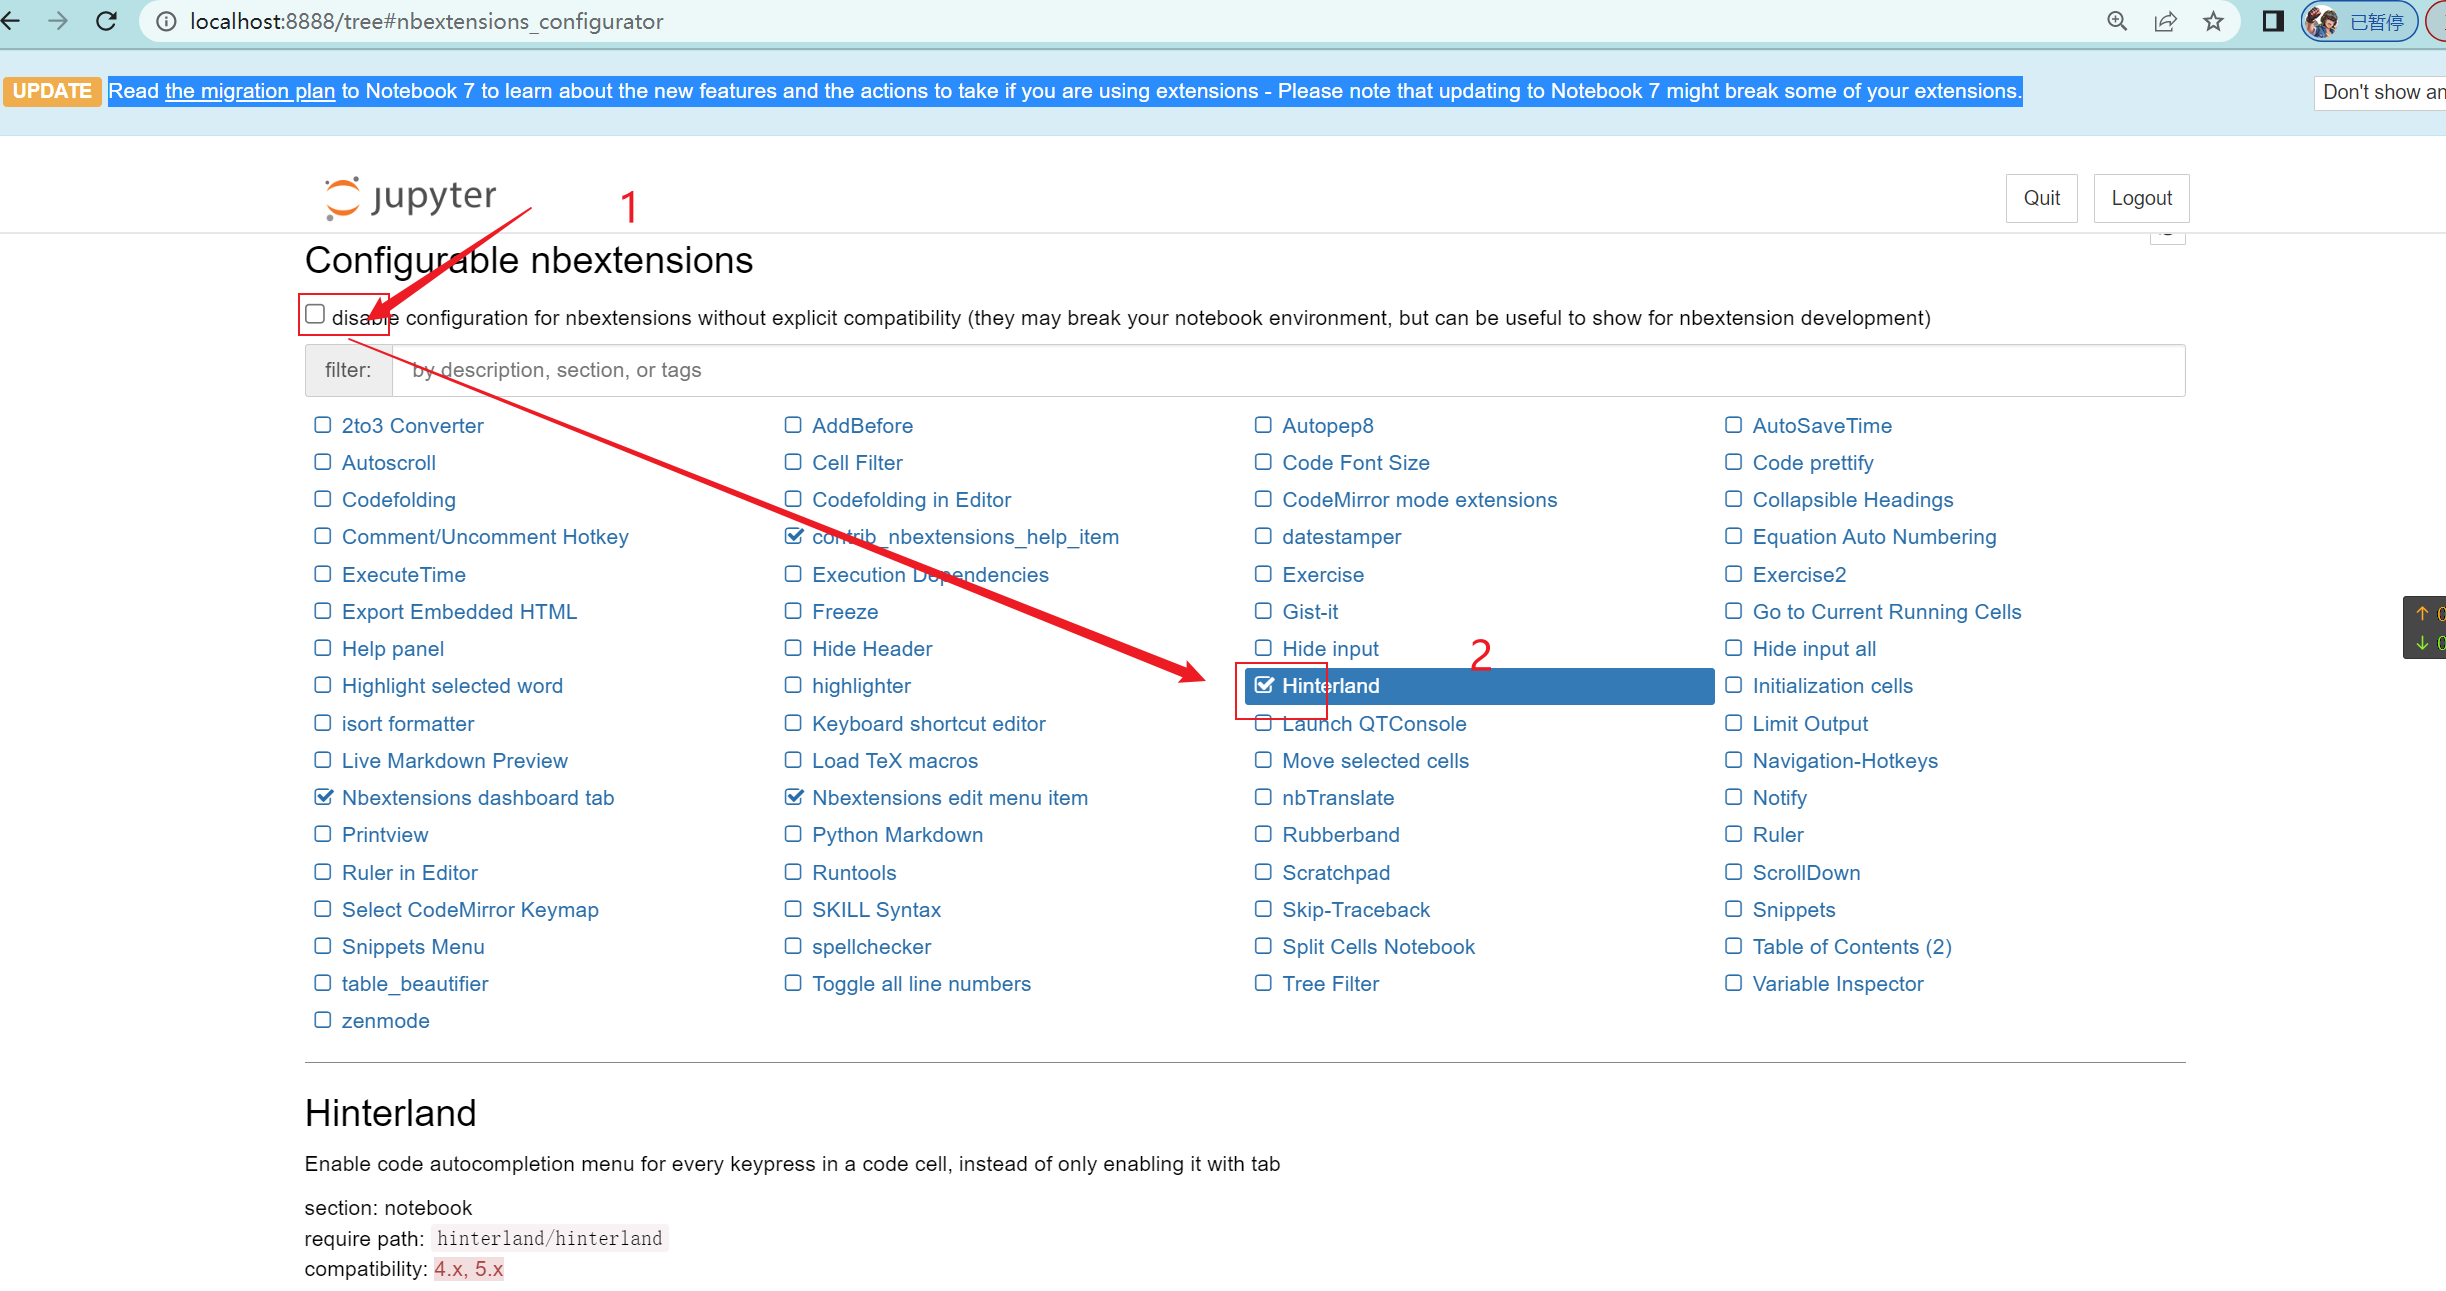 localhost:8888/tree#nbextensions_configurator
已暂停
UPDATE Read the migration plan to Notebook 7 to learn about the new features and the actions to take if you are using extensions - Please note that updating to Notebook 7 might break some of your extensions.
Don't show an
jupyter
1
Quit
Logout
Configurable nbextensions
disable configuration for nbextensions without explicit compatibility (they may break your notebook environment, but can be useful to show for nbextension development)
filter: by description, section, or tags
2to3 Converter
AddBefore
Autopep8
AutoSaveTime
Autoscroll
Cell Filter
Code Font Size
Code prettify
Codefolding
Codefolding in Editor
CodeMirror mode extensions
Collapsible Headings
Comment/Uncomment Hotkey
contrib_nbextensions_help_item
datestamper
Equation Auto Numbering
ExecuteTime
Execution Dependencies
Exercise
Exercise2
Export Embedded HTML
Freeze
Gist-it
Go to Current Running Cells
Help panel
Hide Header
Hide input
2
Hide input all
Highlight selected word
highlighter
Hinterland
Initialization cells
isort formatter
Keyboard shortcut editor
Launch QTConsole
Limit Output
Live Markdown Preview
Load TeX macros
Move selected cells
Navigation-Hotkeys
Nbextensions dashboard tab
Nbextensions edit menu item
nbTranslate
Notify
Printview
Python Markdown
Rubberband
Ruler
Ruler in Editor
Runtools
Scratchpad
ScrollDown
Select CodeMirror Keymap
SKILL Syntax
Skip-Traceback
Snippets
Snippets Menu
spellchecker
Split Cells Notebook
Table of Contents (2)
table_beautifier
Toggle all line numbers
Tree Filter
Variable Inspector
zenmode
Hinterland
Enable code autocompletion menu for every keypress in a code cell, instead of only enabling it with tab
section: notebook
require path: hinterland/hinterland
compatibility: 4.x, 5.x